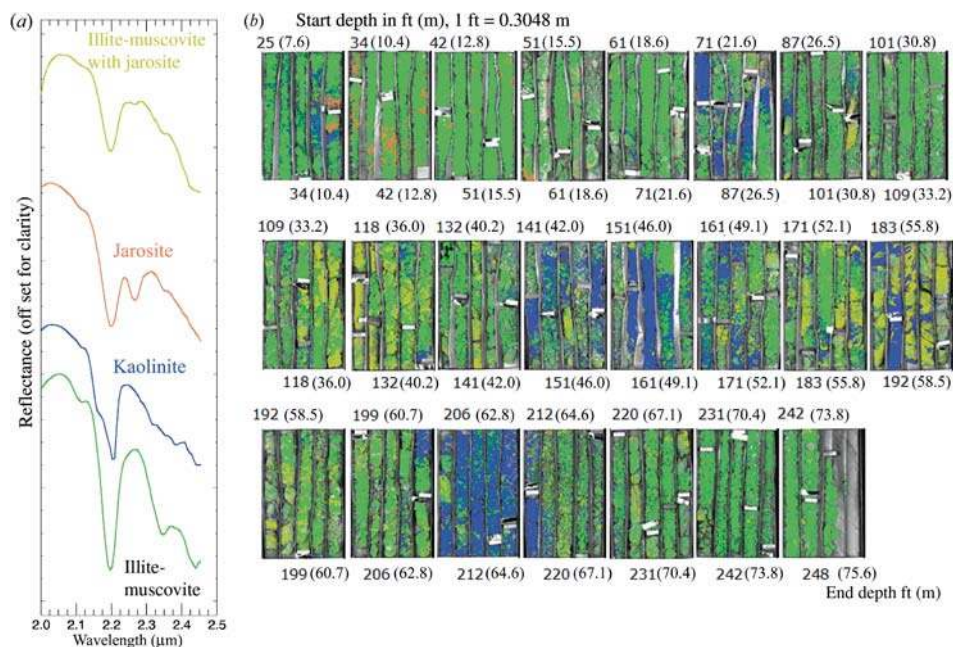 (a)
Illite-muscovite
with jarosite
Jarosite
Kaolinite
Illite-
muscovite
Reflectance (off set for clarity)
2.0 2.1 2.2 2.3 2.4 2.5
Wavelength (μm)
(b) Start depth in ft (m), 1 ft = 0.3048 m
25 (7.6) 34 (10.4) 42 (12.8) 51 (15.5) 61 (18.6) 71 (21.6) 87 (26.5) 101 (30.8)
34 (10.4) 42 (12.8) 51 (15.5) 61 (18.6) 71 (21.6) 87 (26.5) 101 (30.8) 109 (33.2)
109 (33.2) 118 (36.0) 132 (40.2) 141 (42.0) 151 (46.0) 161 (49.1) 171 (52.1) 183 (55.8)
118 (36.0) 132 (40.2) 141 (42.0) 151 (46.0) 161 (49.1) 171 (52.1) 183 (55.8) 192 (58.5)
192 (58.5) 199 (60.7) 206 (62.8) 212 (64.6) 220 (67.1) 231 (70.4) 242 (73.8)
199 (60.7) 206 (62.8) 212 (64.6) 220 (67.1) 231 (70.4) 242 (73.8) 248 (75.6)
End depth ft (m)